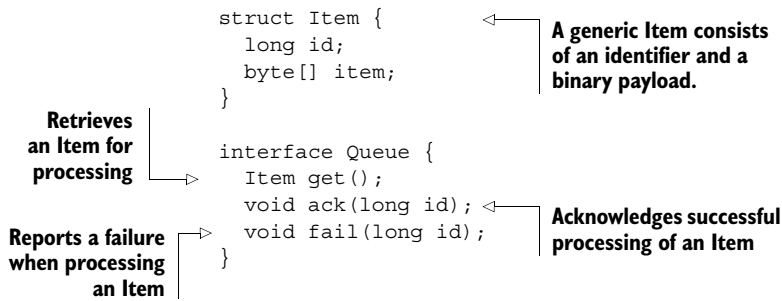 struct Item {
long id;
byte[] item;
}
A generic Item consists
of an identifier and a
binary payload.
Retrieves
an Item for
processing
interface Queue {
Item get();
void ack(long id);
void fail(long id);
}
Acknowledges successful
processing of an Item
Reports a failure
when processing
an Item